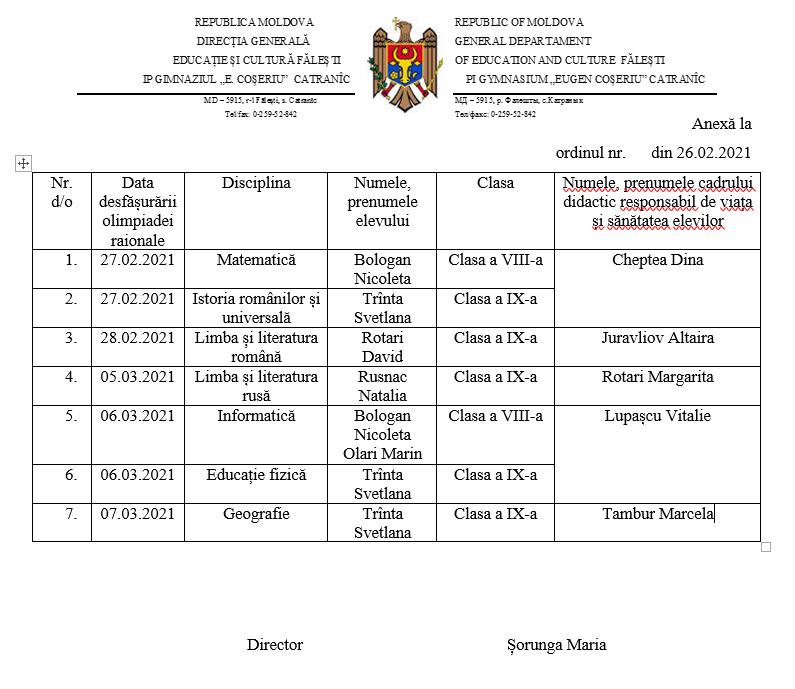 REPUBLICA MOLDOVA
DIRECȚIA GENERALĂ
EDUCAȚIE ȘI CULTURĂ FĂLEȘTI
IP GIMNAZIUL „E. COȘERIU” CATRANÎC
MD – 5915, r-l Fălești, s. Catranîc
Tel/fax: 0-259-52-842
REPUBLIC OF MOLDOVA
GENERAL DEPARTAMENT
OF EDUCATION AND CULTURE FĂLEȘTI
PI GYMNASIUM „EUGEN COȘERIU” CATRANÎC
МД – 5915, р. Фалешты, с.Катранык
Тел/факс: 0-259-52-842
Anexă la
ordinul nr. din 26.02.2021
Nr. d/o
Data desfășurării olimpiadei raionale
Disciplina
Numele, prenumele elevului
Clasa
Numele, prenumele cadrului didactic responsabil de viața și sănătatea elevilor
1. 27.02.2021 Matematică Bologan Nicoleta Clasa a VIII-a Cheptea Dina
2. 27.02.2021 Istoria românilor și universală Trînta Svetlana Clasa a IX-a
3. 28.02.2021 Limba și literatura română Rotari David Clasa a IX-a Juravliov Altaira
4. 05.03.2021 Limba și literatura rusă Rusnac Natalia Clasa a IX-a Rotari Margarita
5. 06.03.2021 Informatică Bologan Nicoleta Olari Marin Clasa a VIII-a Lupașcu Vitalie
6. 06.03.2021 Educație fizică Trînta Svetlana Clasa a IX-a
7. 07.03.2021 Geografie Trînta Svetlana Clasa a IX-a Tambur Marcela
Director Șorunga Maria